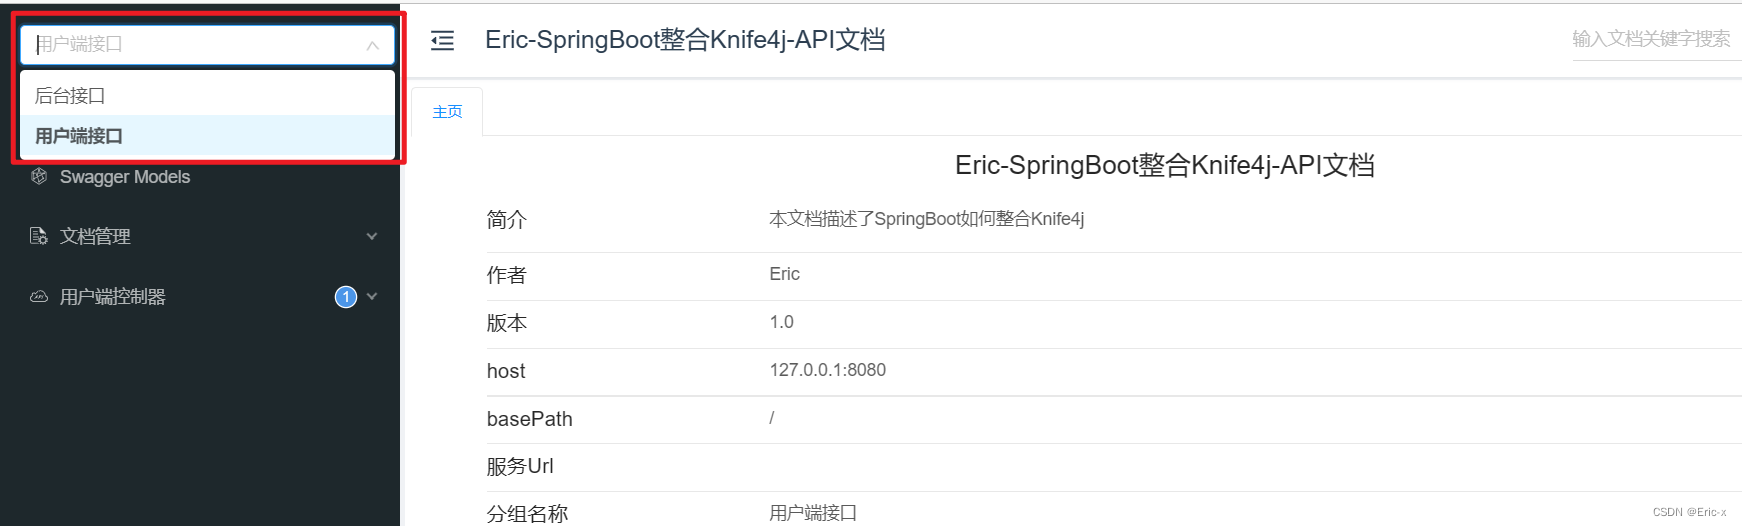 用户端接口
后台接口
用户端接口
Swagger Models
文档管理
用户端控制器 1
Eric-SpringBoot整合Knife4j-API文档
输入文档关键字搜索
主页
Eric-SpringBoot整合Knife4j-API文档
简介 本文档描述了SpringBoot如何整合Knife4j
作者 Eric
版本 1.0
host 127.0.0.1:8080
basePath /
服务Url
分组名称 用户端接口
CSDN @Eric-x